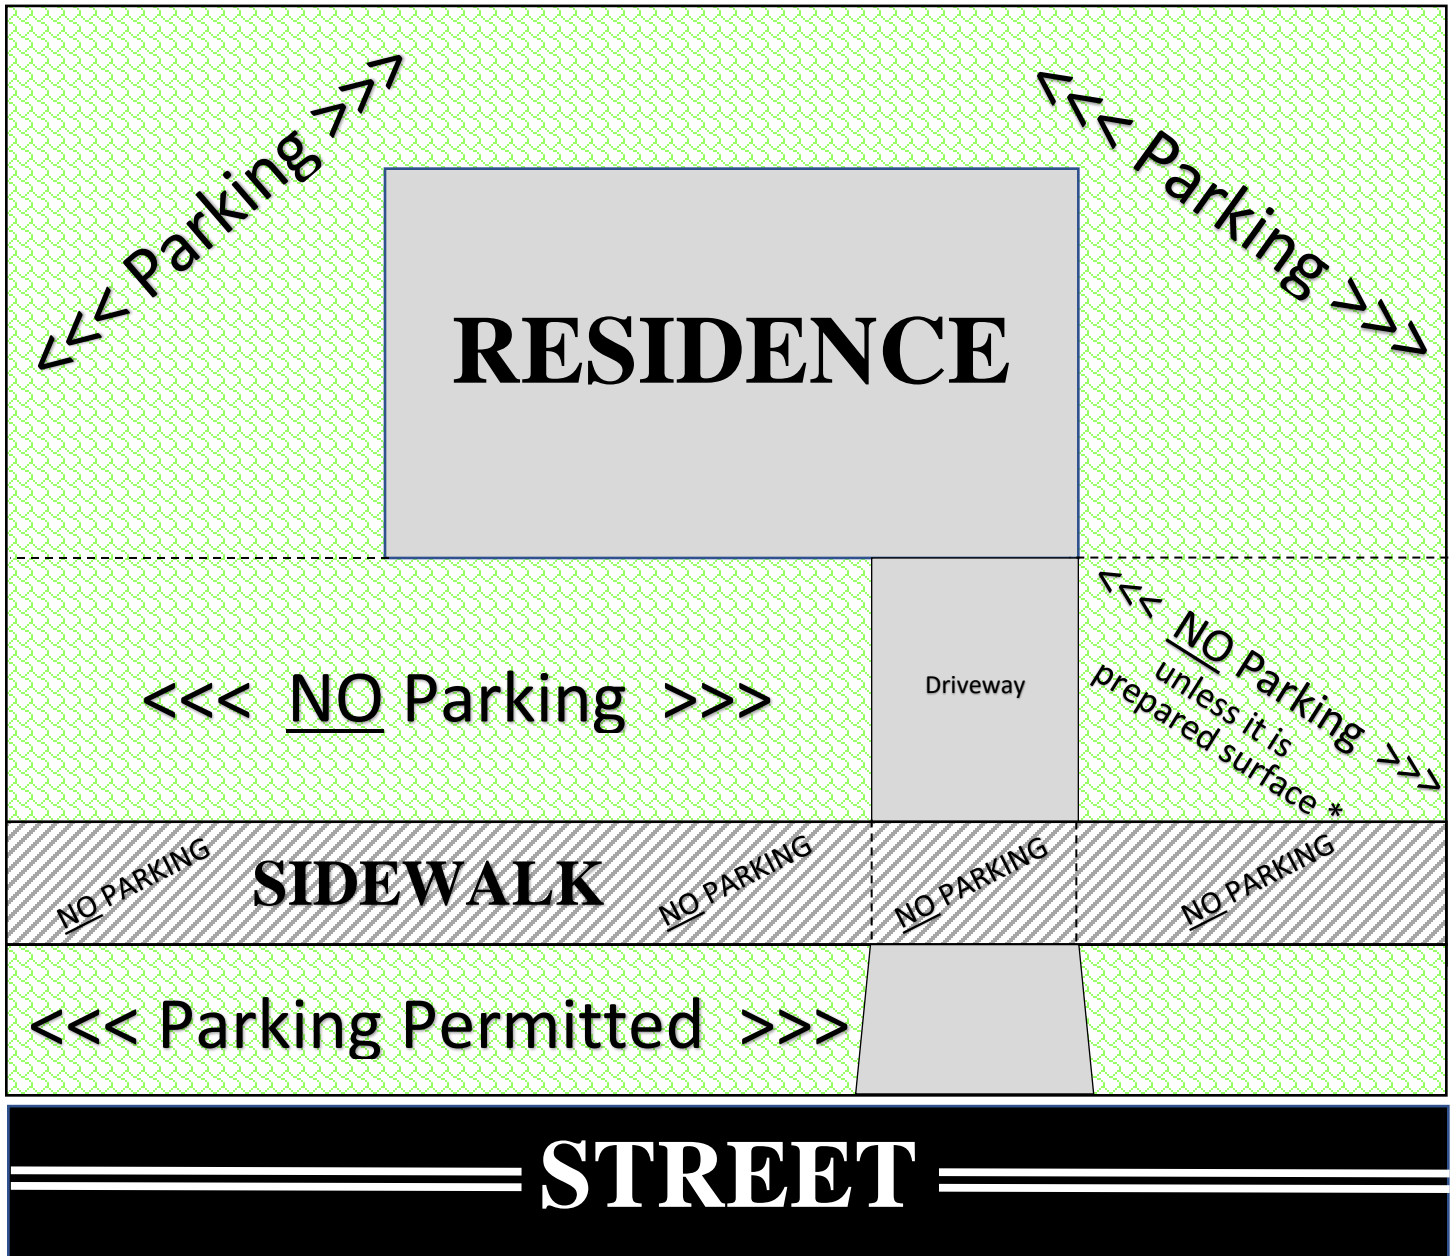 <<< Parking >>>
<<< Parking >>>
RESIDENCE
<<< NO Parking >>>
Driveway
<<< NO Parking >>>
unless it is
prepared surface *
NO PARKING
SIDEWALK
NO PARKING
NO PARKING
NO PARKING
<<< Parking Permitted >>>
STREET